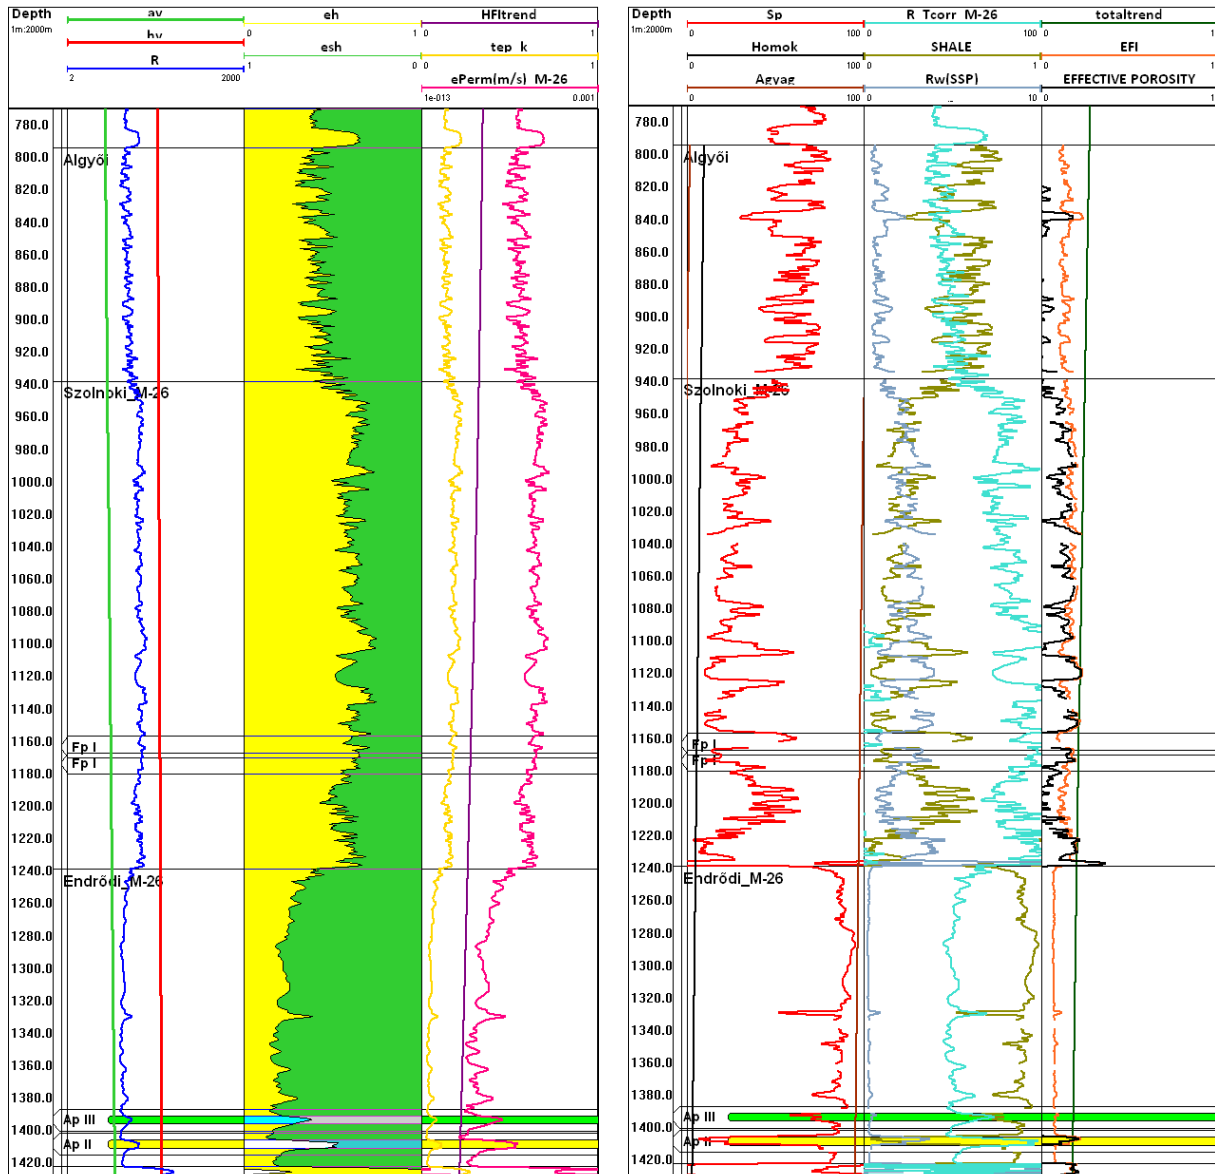 Depth
1m:2000m
av
hv
R
2 2000
eh
0 1
esh
1 0
HFItrend
0 1
tep_k
0 1
ePerm(m/s)_M-26
1e-013 0.001
780.0
800.0
820.0
840.0
860.0
880.0
900.0
920.0
940.0
960.0
980.0
1000.0
1020.0
1040.0
1060.0
1080.0
1100.0
1120.0
1140.0
1160.0
1180.0
1200.0
1220.0
1240.0
1260.0
1280.0
1300.0
1320.0
1340.0
1360.0
1380.0
1400.0
1420.0
Algyői
Szolnoki_M-26
Fp I
Fp I
Endrődi_M-26
Ap III
Ap II
Depth
1m:2000m
Sp
Homok
0 100
Agyag
0 100
R_Tcorr_M-26
0 100
SHALE
0 100
Rw(SSP)
0 10
totaltrend
0 1
EFI
0 1
EFFECTIVE POROSITY
0 1
780.0
800.0
820.0
840.0
860.0
880.0
900.0
920.0
940.0
960.0
980.0
1000.0
1020.0
1040.0
1060.0
1080.0
1100.0
1120.0
1140.0
1160.0
1180.0
1200.0
1220.0
1240.0
1260.0
1280.0
1300.0
1320.0
1340.0
1360.0
1380.0
1400.0
1420.0
Algyői
Szolnoki_M-26
Fp I
Fp I
Endrődi_M-26
Ap III
Ap II